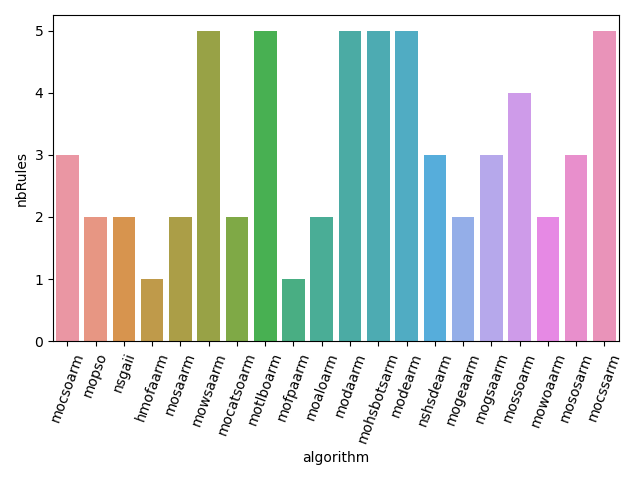 nbRules
5
4
3
2
1
0
mocsoarm
mopso
nsgaii
hmofaarm
mosaarm
mowsaarm
mocatsoarm
motlboarm
mofpaarm
moaloarm
modaarm
mohsbotsarm
modearm
nshsdearm
mogeaarm
mogsaarm
mossoarm
mowoaarm
mososarm
mocssarm
algorithm